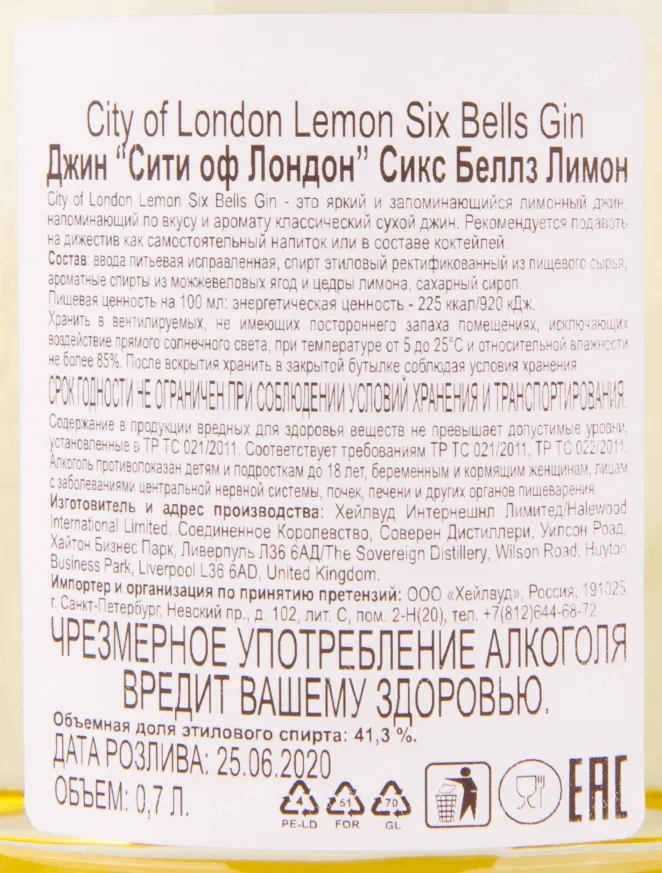 City of London Lemon Six Bells Gin
Джин “Сити оф Лондон” Сикс Беллз Лимон
City of London Lemon Six Bells Gin - это яркий и запоминающийся лимонный джин,
напоминающий по вкусу и аромату классический сухой джин. Рекомендуется подавать
на дижестив как самостоятельный напиток или в составе коктейлей.
Состав: ввода питьевая исправленная, спирт этиловый ректификованный из пищевого сырья,
ароматные спирты из можжевеловых ягод и цедры лимона, сахарный сироп.
Пищевая ценность на 100 мл: энергетическая ценность - 225 ккал/920 кДж.
Хранить в вентилируемых, не имеющих постороннего запаха помещениях, исключающих
воздействие прямого солнечного света, при температуре от 5 до 25°С и относительной влажности
не более 85%. После вскрытия хранить в закрытой бутылке соблюдая условия хранения
СРОК ГОДНОСТИ НЕ ОГРАНИЧЕН ПРИ СОБЛЮДЕНИИ УСЛОВИЙ ХРАНЕНИЯ И ТРАНСПОРТИРОВАНИЯ.
Содержание в продукции вредных для здоровья веществ не превышает допустимые уровни,
установленные в ТР ТС 021/2011. Соответствует требованиям ТР ТС 021/2011, ТР ТС 022/2011.
Алкоголь противопоказан детям и подросткам до 18 лет, беременным и кормящим женщинам, лицам
с заболеваниями центральной нервной системы, почек, печени и других органов пищеварения.
Изготовитель и адрес производства: Хейлвуд Интернешнл Лимитед/Halewood
International Limited, Соединенное Королевство, Соверен Дистиллери, Уилсон Роад,
Хайтон Бизнес Парк, Ливерпуль Л36 6АД/The Sovereign Distillery, Wilson Road, Huyton
Business Park, Liverpool L36 6AD, United Kingdom.
Импортер и организация по принятию претензий: ООО «Хейлвуд», Россия, 191025
г. Санкт-Петербург, Невский пр., д. 102, лит. С, пом. 2-Н(20), тел. +7(812)644-68-72
ЧРЕЗМЕРНОЕ УПОТРЕБЛЕНИЕ АЛКОГОЛЯ
ВРЕДИТ ВАШЕМУ ЗДОРОВЬЮ.
Объемная доля этилового спирта: 41,3 %.
ДАТА РОЗЛИВА: 25.06.2020
ОБЪЕМ: 0,7 Л.
4 51 70
PE-LD FOR GL
EAC